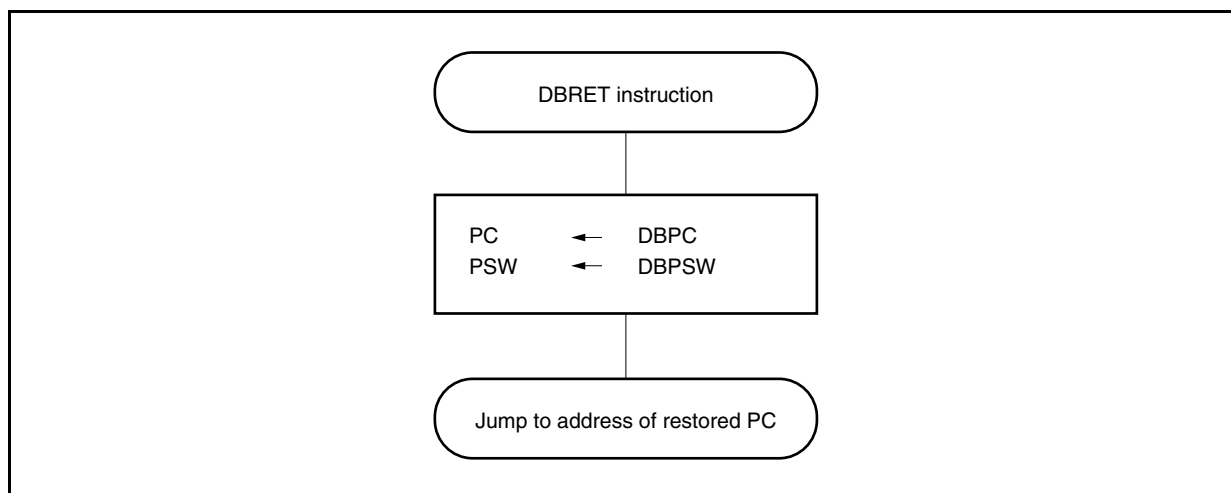 DBRET instruction
PC ← DBPC
PSW ← DBPSW
Jump to address of restored PC